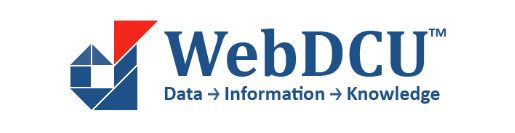 WebDCU™
Data → Information → Knowledge